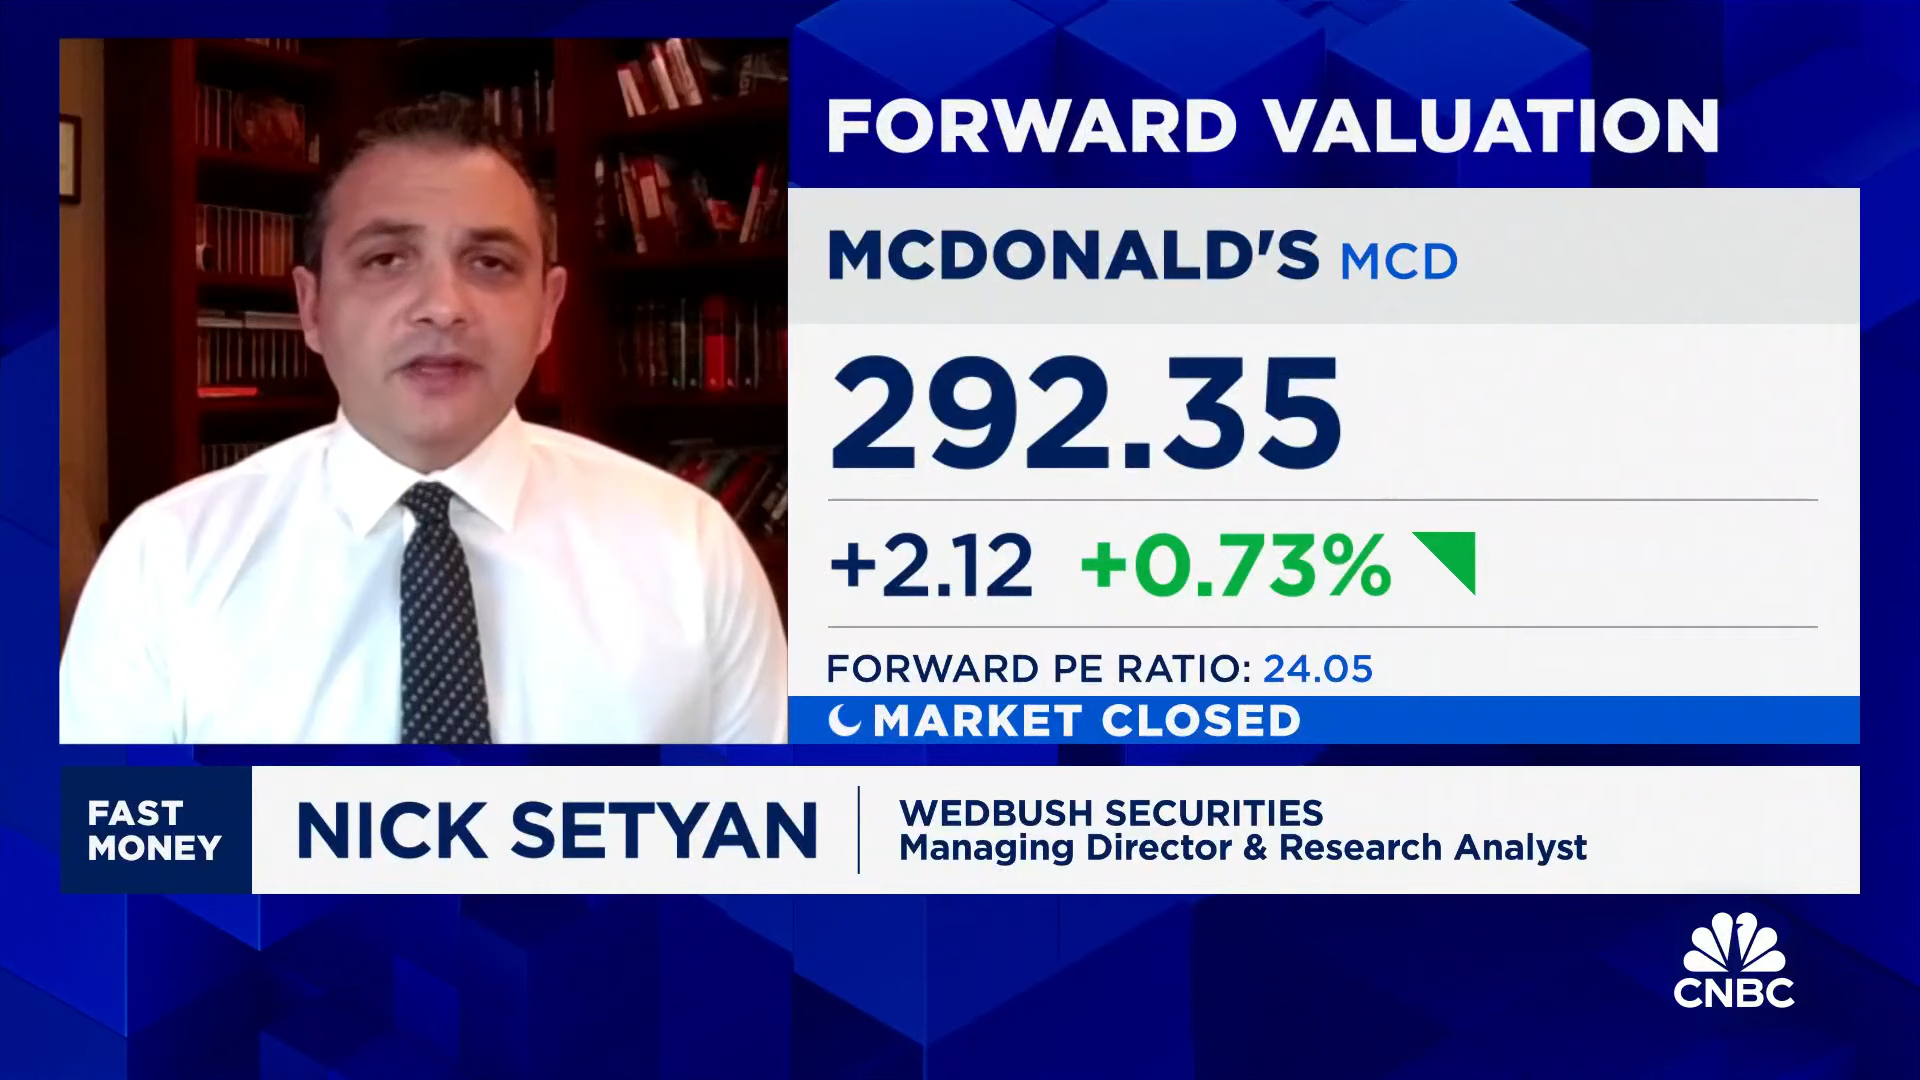 FORWARD VALUATION
MCDONALD'S MCD
292.35
+2.12 +0.73%
FORWARD PE RATIO: 24.05
MARKET CLOSED
FAST
MONEY
NICK SETYAN
WEDBUSH SECURITIES
Managing Director & Research Analyst
CNBC